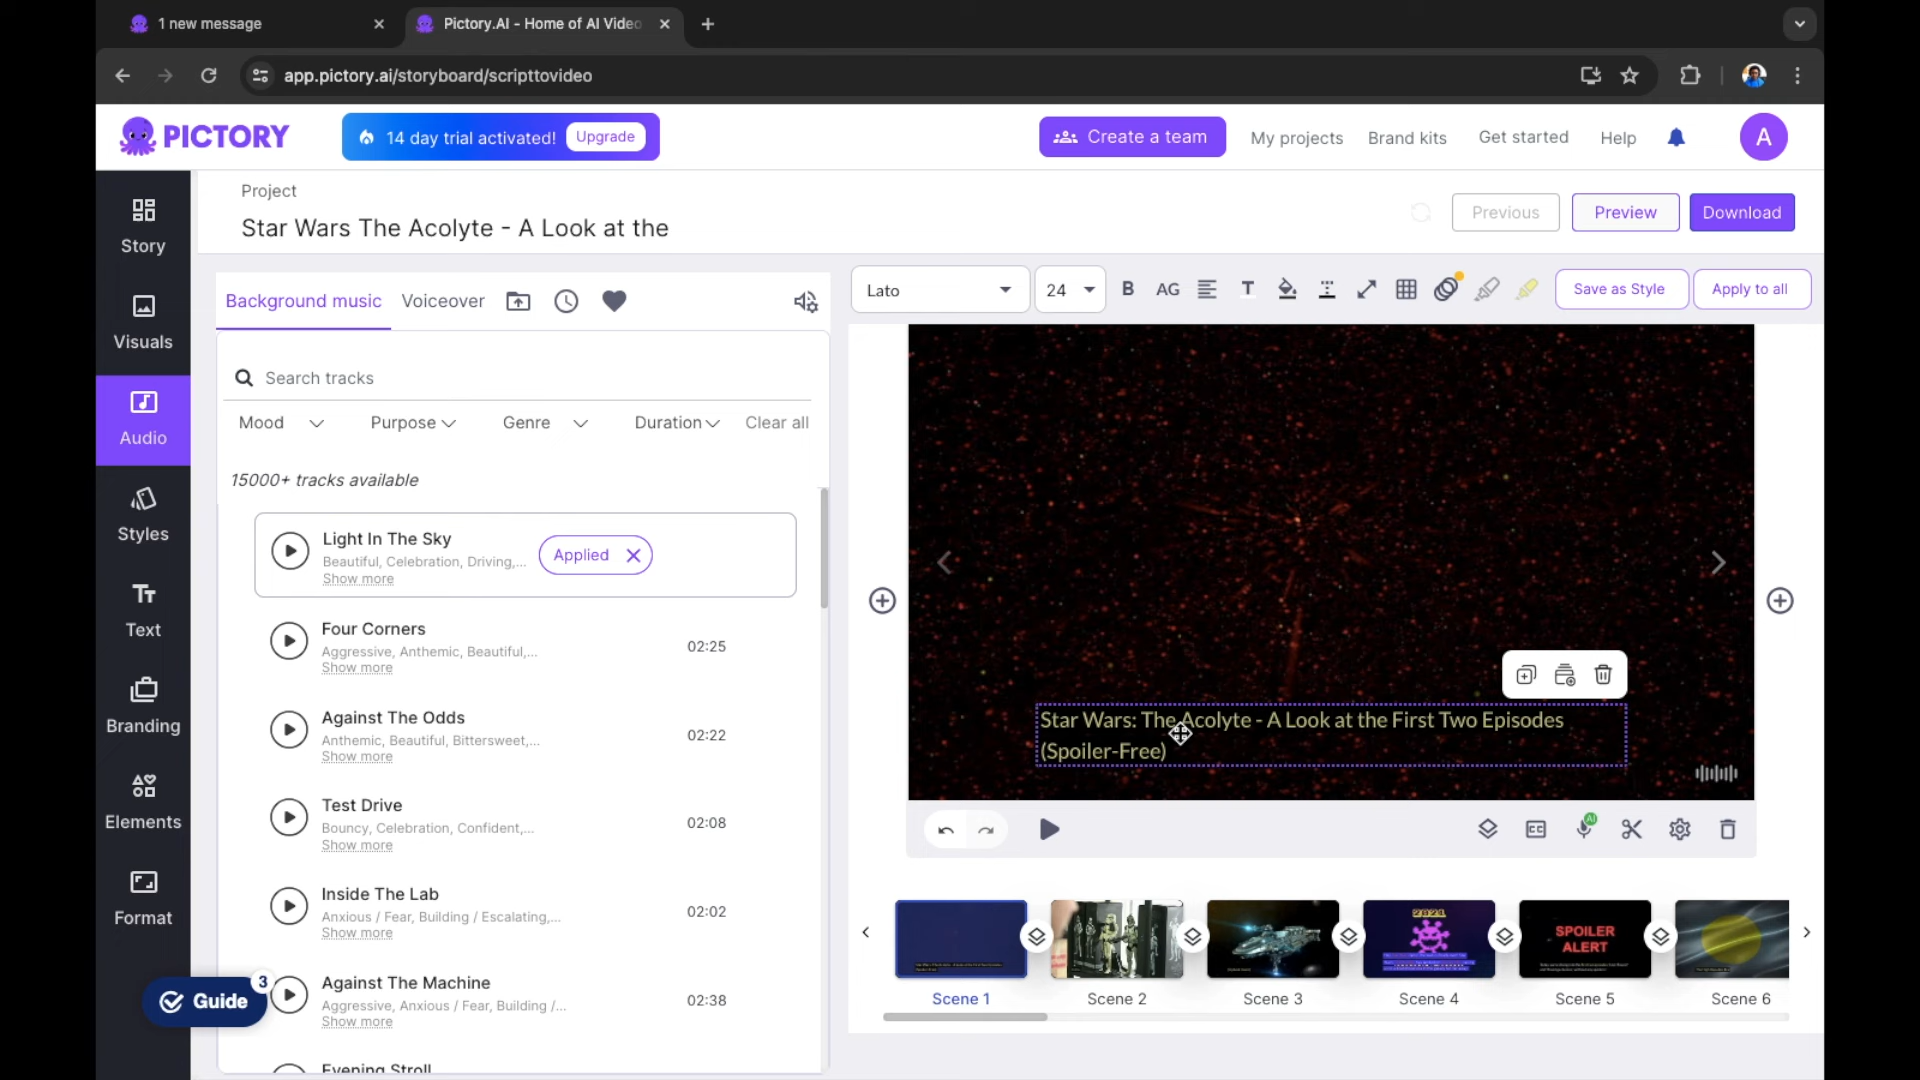 1 new message
Pictory.AI - Home of AI Video
app.pictory.ai/storyboard/scripttovideo
PICTORY
14 day trial activated!
Upgrade
Create a team
My projects
Brand kits
Get started
Help
A
Project
Star Wars The Acolyte - A Look at the
Previous
Preview
Download
Story
Visuals
Audio
Styles
Text
Branding
Elements
Format
Guide
3
Background music
Voiceover
Search tracks
Mood
Purpose
Genre
Duration
Clear all
15000+ tracks available
Light In The Sky
Beautiful, Celebration, Driving,...
Show more
Applied
Four Corners
Aggressive, Anthemic, Beautiful,...
Show more
02:25
Against The Odds
Anthemic, Beautiful, Bittersweet,...
Show more
02:22
Test Drive
Bouncy, Celebration, Confident,...
Show more
02:08
Inside The Lab
Anxious / Fear, Building / Escalating,...
Show more
02:02
Against The Machine
Aggressive, Anxious / Fear, Building /...
Show more
02:38
Evening Stroll
Lato
24
B
AG
T
Save as Style
Apply to all
Star Wars: The Acolyte - A Look at the First Two Episodes
(Spoiler-Free)
CC
AI
2021
SPOILER
ALERT
Scene 1
Scene 2
Scene 3
Scene 4
Scene 5
Scene 6